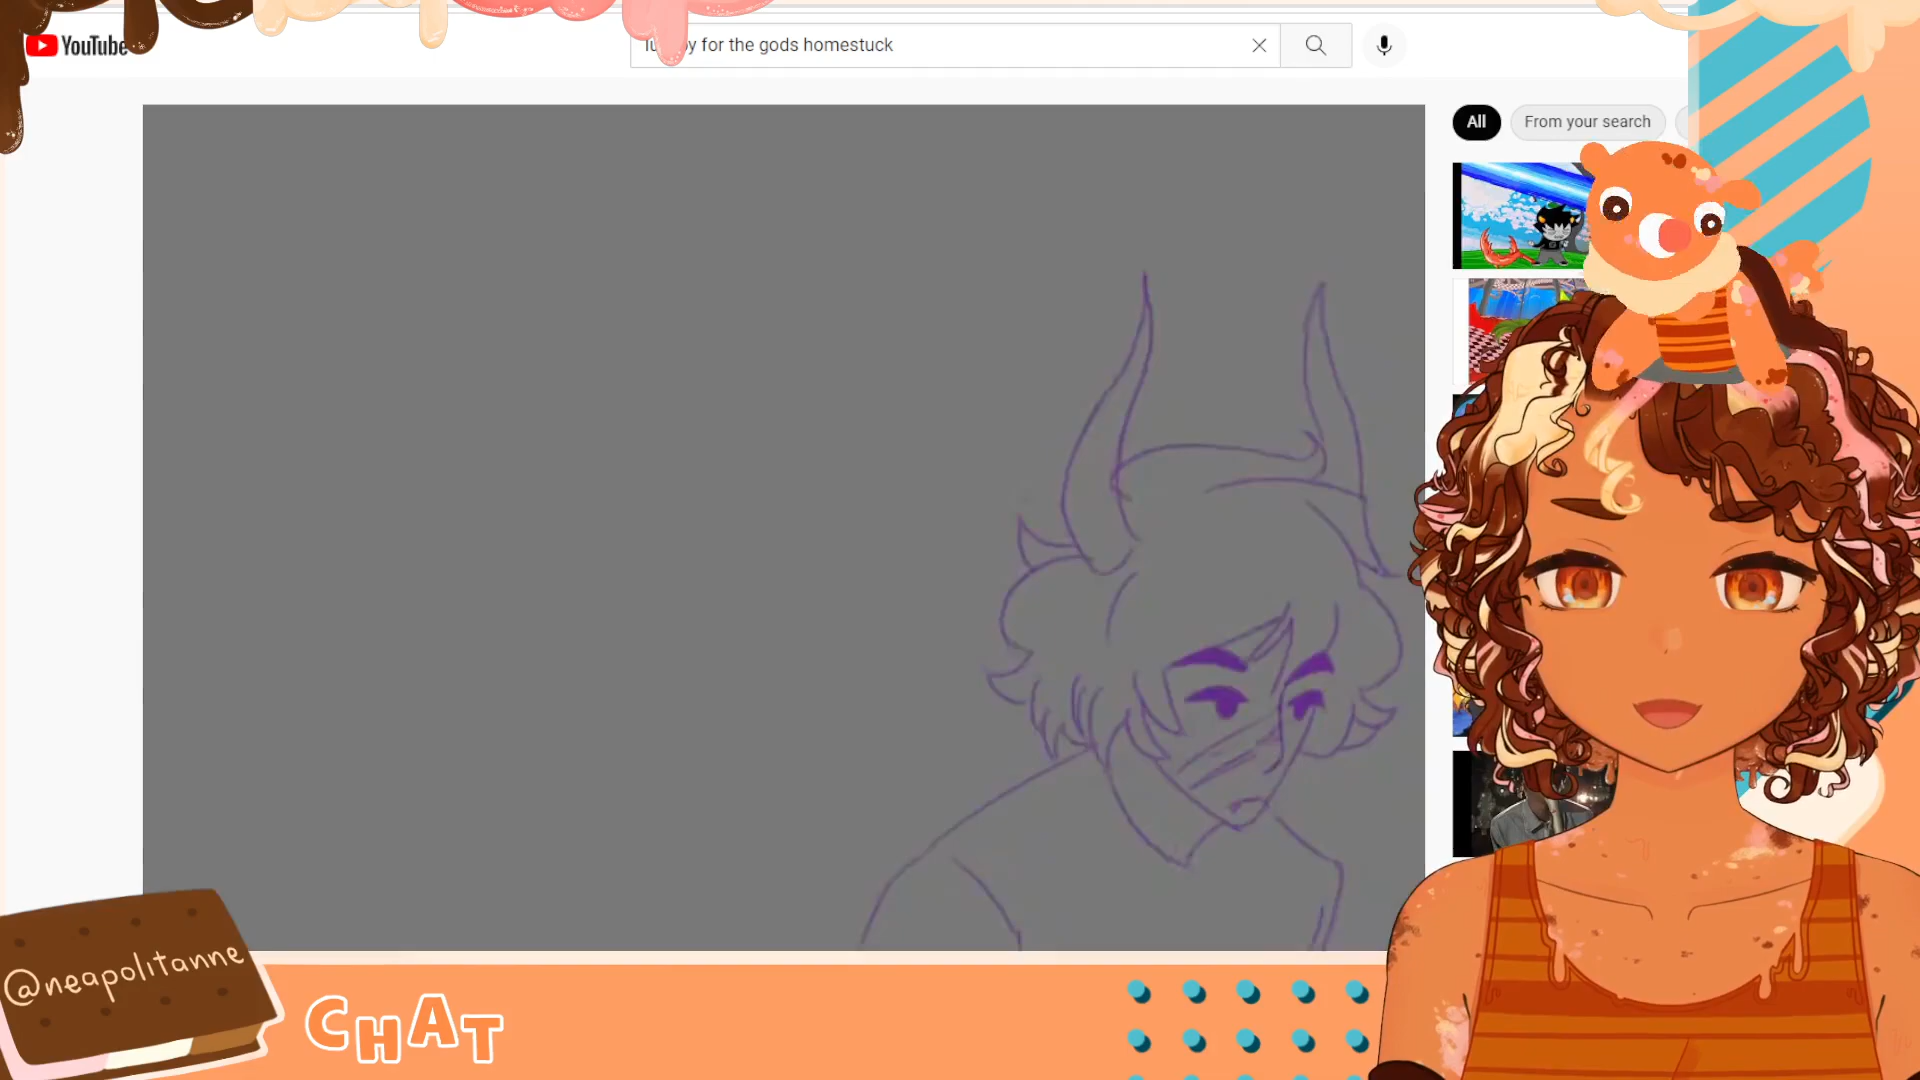 YouTube
for the gods homestuck
All
From your search
@neapolitanne
CHAT